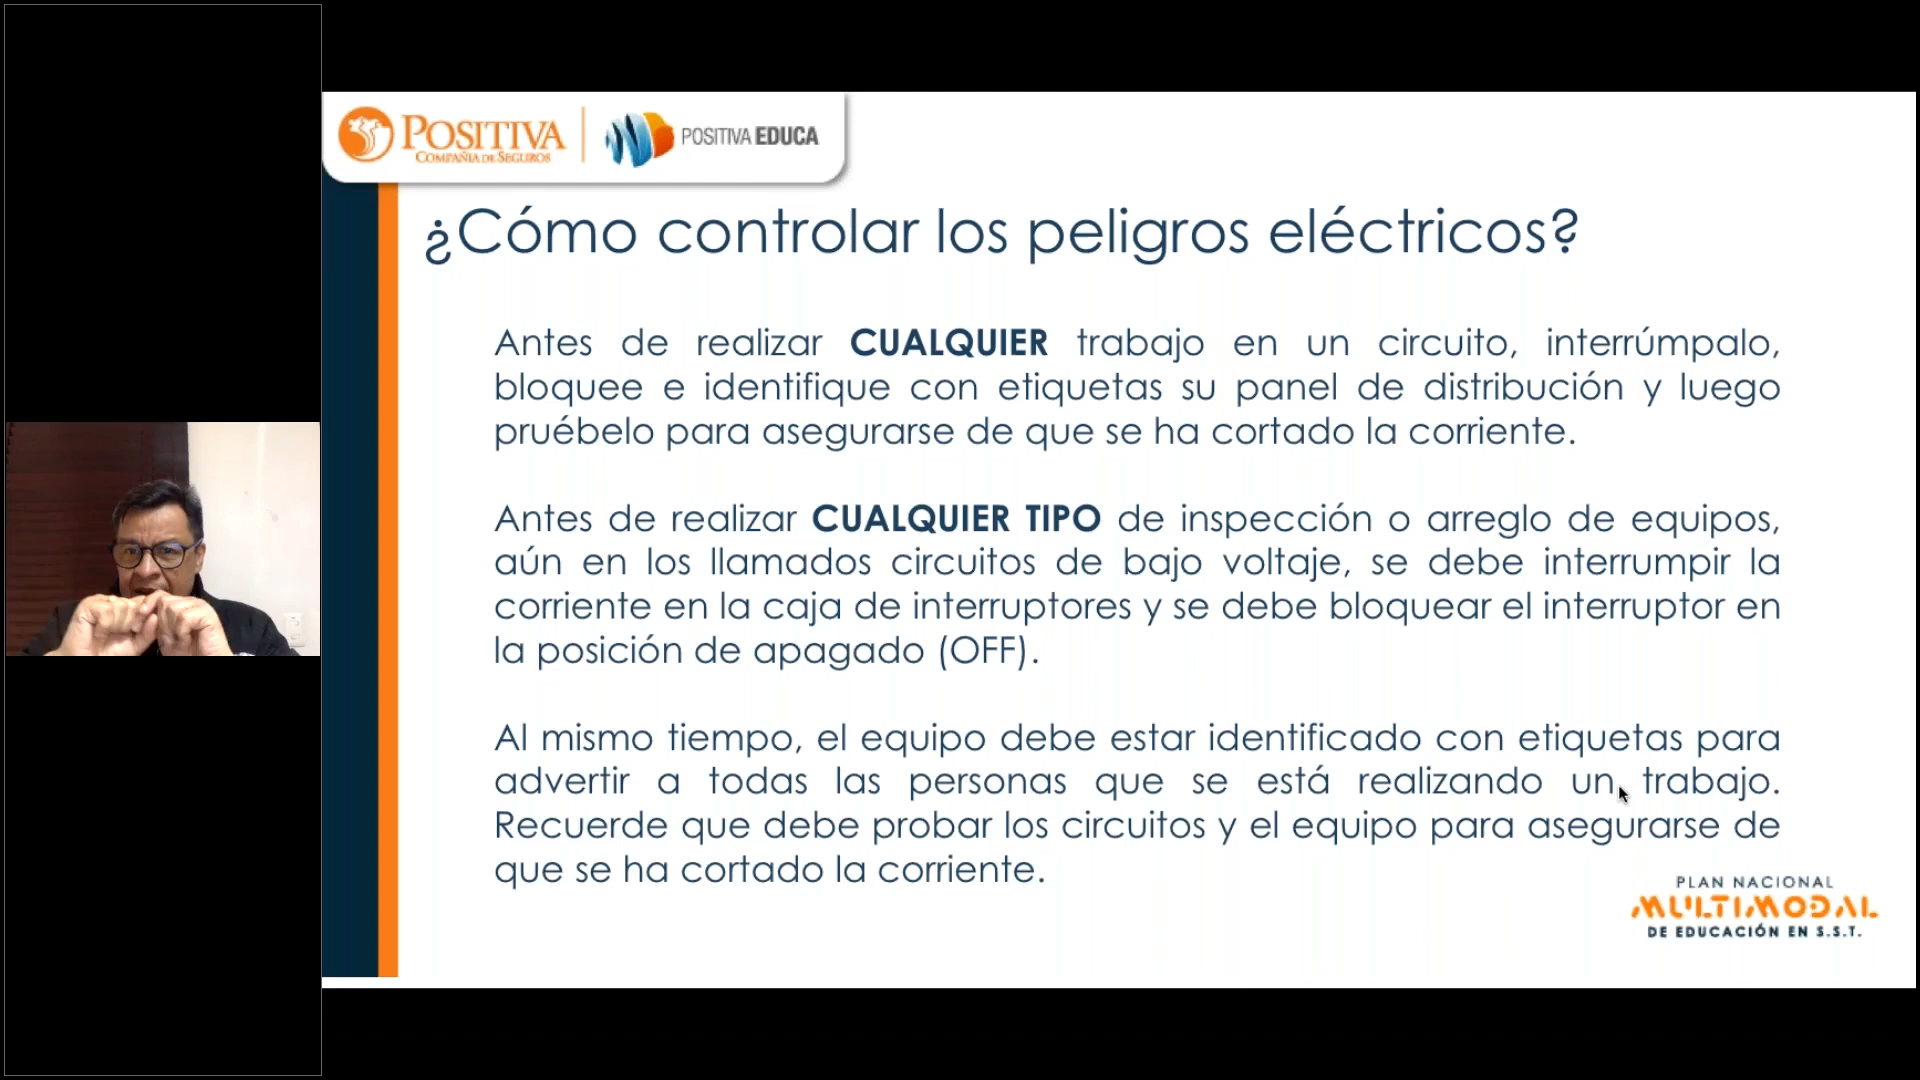 POSITIVA
COMPAÑIA DE SEGUROS
POSITIVA EDUCA
¿Cómo controlar los peligros eléctricos?
Antes de realizar CUALQUIER trabajo en un circuito, interrúmpalo,
bloquee e identifique con etiquetas su panel de distribución y luego
pruébelo para asegurarse de que se ha cortado la corriente.
Antes de realizar CUALQUIER TIPO de inspección o arreglo de equipos,
aún en los llamados circuitos de bajo voltaje, se debe interrumpir la
corriente en la caja de interruptores y se debe bloquear el interruptor en
la posición de apagado (OFF).
Al mismo tiempo, el equipo debe estar identificado con etiquetas para
advertir a todas las personas que se está realizando un trabajo.
Recuerde que debe probar los circuitos y el equipo para asegurarse de
que se ha cortado la corriente.
PLAN NACIONAL
MULTIMODAL
DE EDUCACIÓN EN S.S.T.